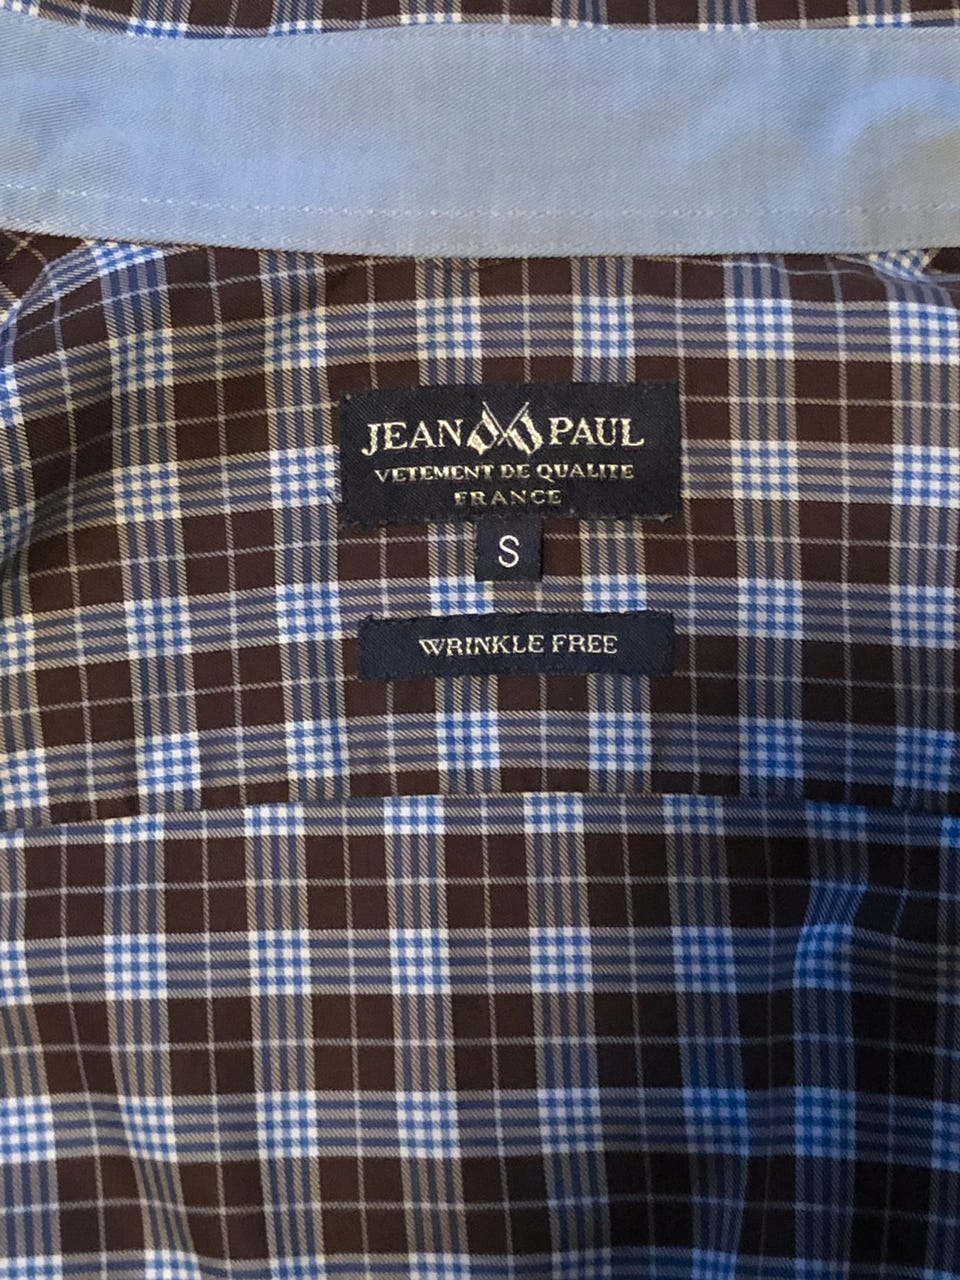 JEAN PAUL
VETEMENT DE QUALITE
FRANCE
S
WRINKLE FREE